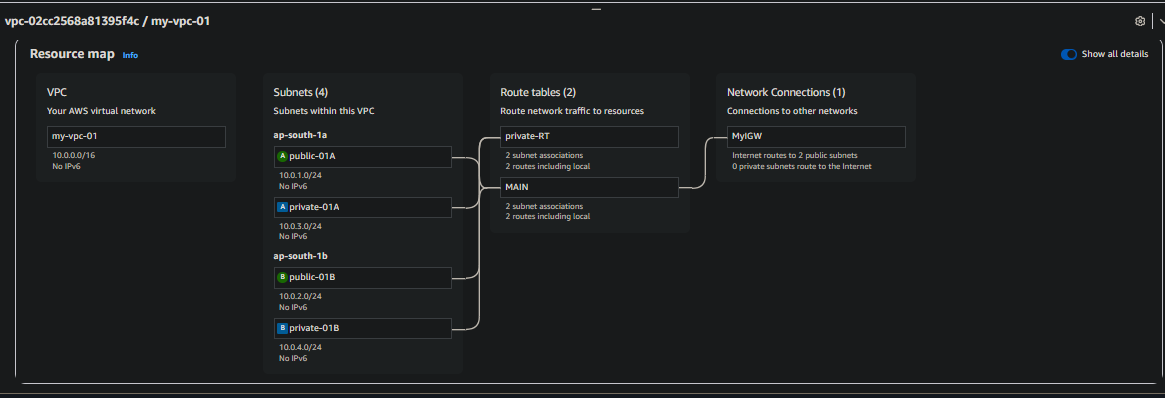 vpc-02cc2568a81395f4c / my-vpc-01
Resource map Info
Show all details
VPC
Your AWS virtual network
my-vpc-01
10.0.0.0/16
No IPv6
Subnets (4)
Subnets within this VPC
ap-south-1a
A public-01A
10.0.1.0/24
No IPv6
A private-01A
10.0.3.0/24
No IPv6
ap-south-1b
B public-01B
10.0.2.0/24
No IPv6
B private-01B
10.0.4.0/24
No IPv6
Route tables (2)
Route network traffic to resources
private-RT
2 subnet associations
2 routes including local
MAIN
2 subnet associations
2 routes including local
Network Connections (1)
Connections to other networks
MyIGW
Internet routes to 2 public subnets
0 private subnets route to the Internet